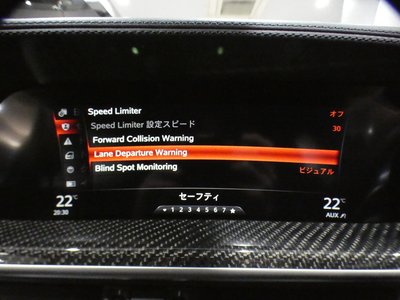 Speed Limiter オフ
Speed Limiter 設定スピード 30
Forward Collision Warning
Lane Departure Warning
Blind Spot Monitoring ビジュアル
セーフティ
22°C 22°C
20:30 1 2 3 4 5 6 7 AUX